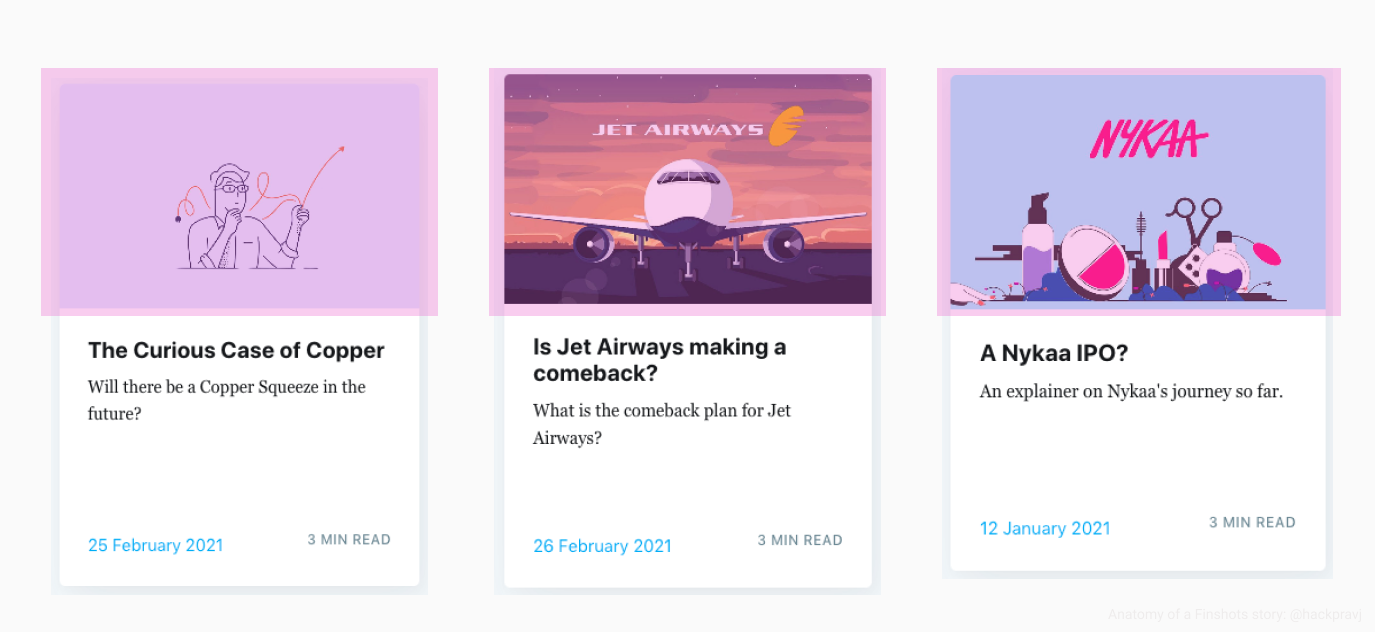 The Curious Case of Copper
Will there be a Copper Squeeze in the
future?
25 February 2021
3 MIN READ
JET AIRWAYS
Is Jet Airways making a
comeback?
What is the comeback plan for Jet
Airways?
26 February 2021
3 MIN READ
NYKAA
A Nykaa IPO?
An explainer on Nykaa's journey so far.
12 January 2021
3 MIN READ
Anatomy of a Finshots story: @hackpravj